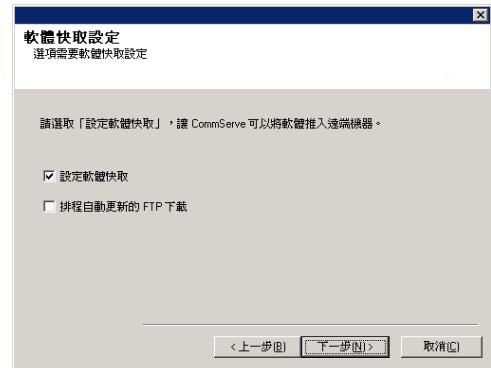 軟體快取設定
選項需要軟體快取設定
請選取「設定軟體快取」，讓 CommServe 可以將軟體推入遠端機器。
設定軟體快取
排程自動更新的 FTP 下載
<上一步(B) 下一步(N)> 取消(C)